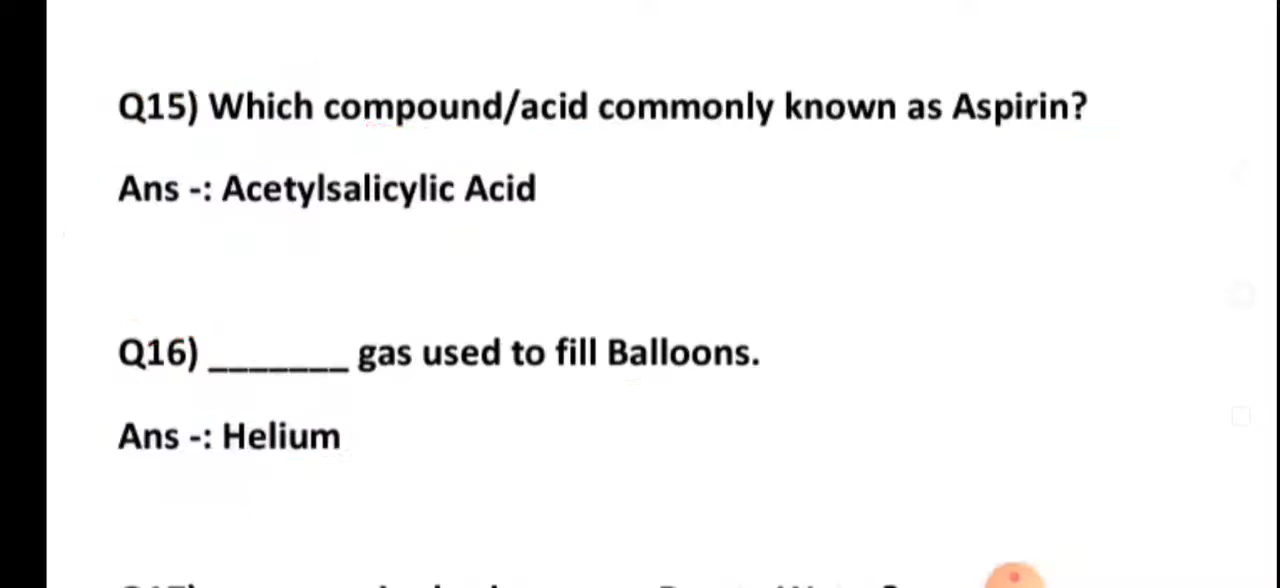 Q15) Which compound/acid commonly known as Aspirin?
Ans -: Acetylsalicylic Acid
Q16) _______ gas used to fill Balloons.
Ans -: Helium